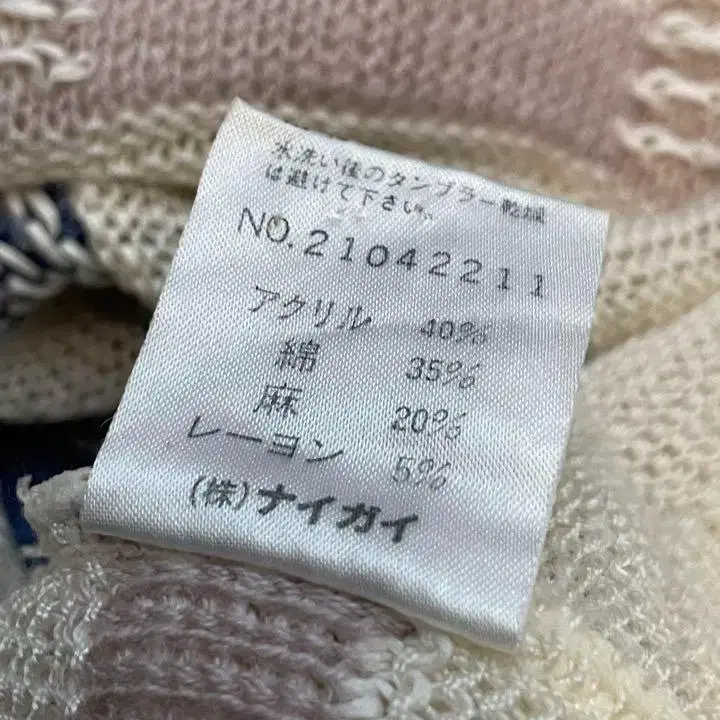 水洗い後のタンブラー乾燥
は避けて下さい。
NO.21042211
アクリル 40%
綿 35%
麻 20%
レーヨン 5%
(株)ナイガイ